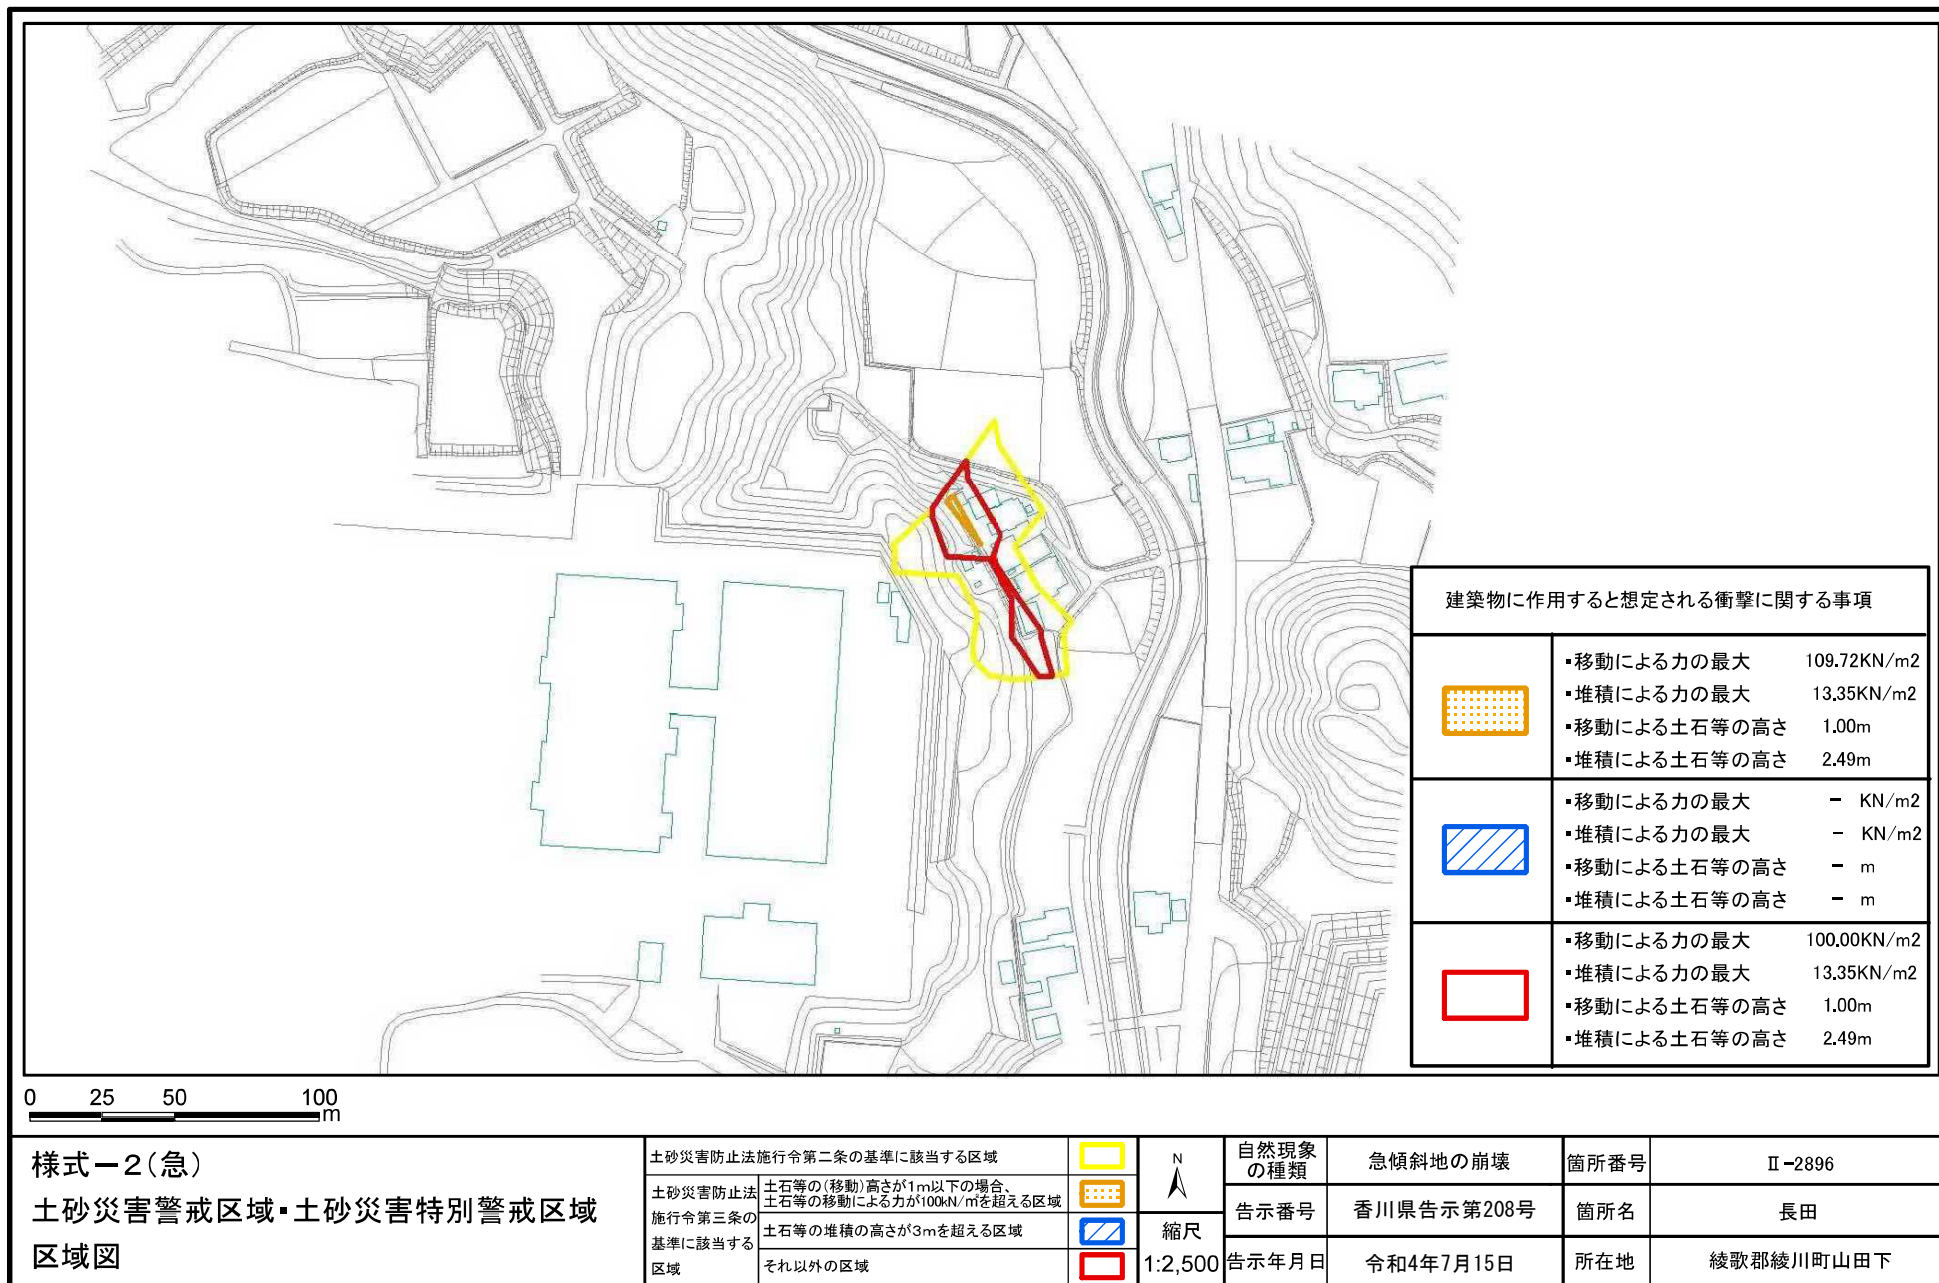 建築物に作用すると想定される衝撃に関する事項
・移動による力の最大 109.72KN/m2
・堆積による力の最大 13.35KN/m2
・移動による土石等の高さ 1.00m
・堆積による土石等の高さ 2.49m
・移動による力の最大 － KN/m2
・堆積による力の最大 － KN/m2
・移動による土石等の高さ － m
・堆積による土石等の高さ － m
・移動による力の最大 100.00KN/m2
・堆積による力の最大 13.35KN/m2
・移動による土石等の高さ 1.00m
・堆積による土石等の高さ 2.49m
0 25 50 100
m
様式－2(急)
土砂災害警戒区域・土砂災害特別警戒区域
区域図
土砂災害防止法施行令第二条の基準に該当する区域
土砂災害防止法
施行令第三条の
基準に該当する
区域
土石等の(移動)高さが1m以下の場合、
土石等の移動による力が100kN/㎡を超える区域
土石等の堆積の高さが3mを超える区域
それ以外の区域
N
縮尺
1:2,500
自然現象
の種類
急傾斜地の崩壊
箇所番号
Ⅱ-2896
告示番号
香川県告示第208号
箇所名
長田
告示年月日
令和4年7月15日
所在地
綾歌郡綾川町山田下